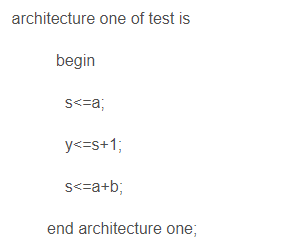 architecture one of test is
begin
s<=a;
y<=s+1;
s<=a+b;
end architecture one;